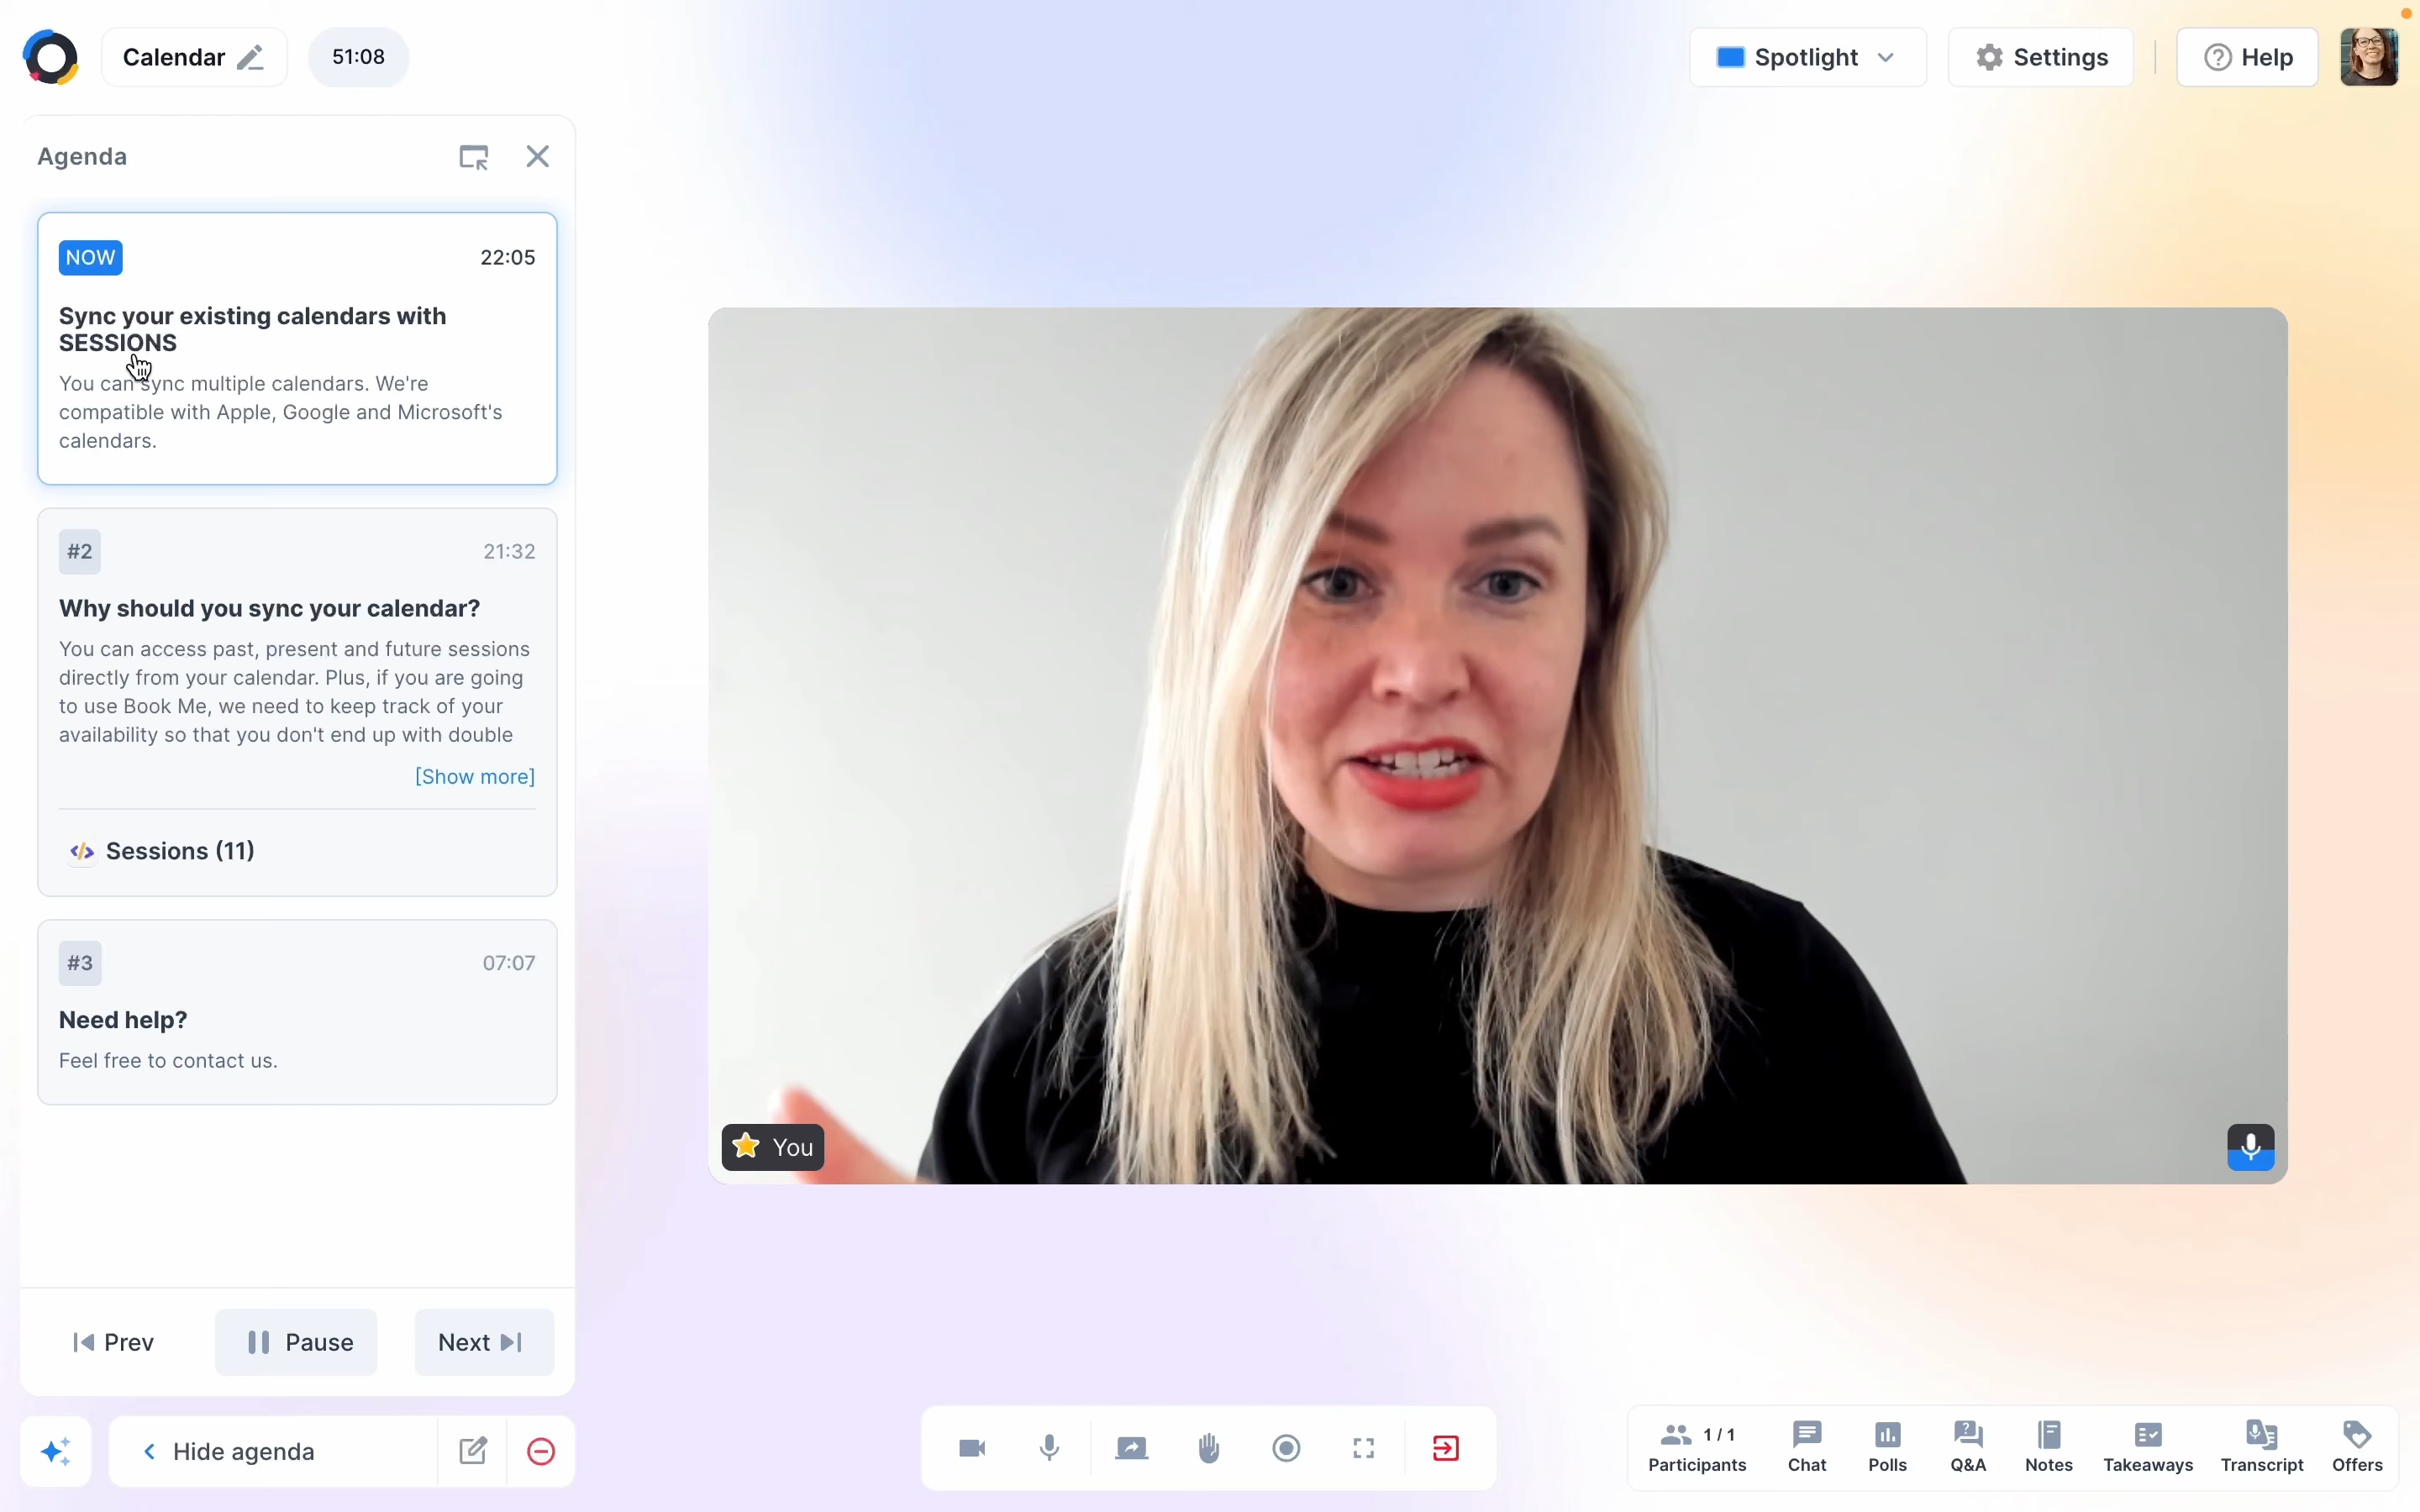 Calendar
51:08
Spotlight
Settings
Help
Agenda
NOW
22:05
Sync your existing calendars with
SESSIONS
You can sync multiple calendars. We're
compatible with Apple, Google and Microsoft's
calendars.
#2
21:32
Why should you sync your calendar?
You can access past, present and future sessions
directly from your calendar. Plus, if you are going
to use Book Me, we need to keep track of your
availability so that you don't end up with double
[Show more]
Sessions (11)
#3
07:07
Need help?
Feel free to contact us.
You
Prev
Pause
Next
Hide agenda
1 / 1
Participants
Chat
Polls
Q&A
Notes
Takeaways
Transcript
Offers